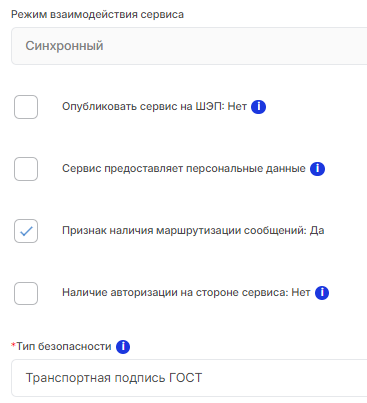 Режим взаимодействия сервиса
Синхронный
Опубликовать сервис на ШЭП: Нет i
Сервис предоставляет персональные данные i
Признак наличия маршрутизации сообщений: Да
Наличие авторизации на стороне сервиса: Нет i
*Тип безопасности i
Транспортная подпись ГОСТ